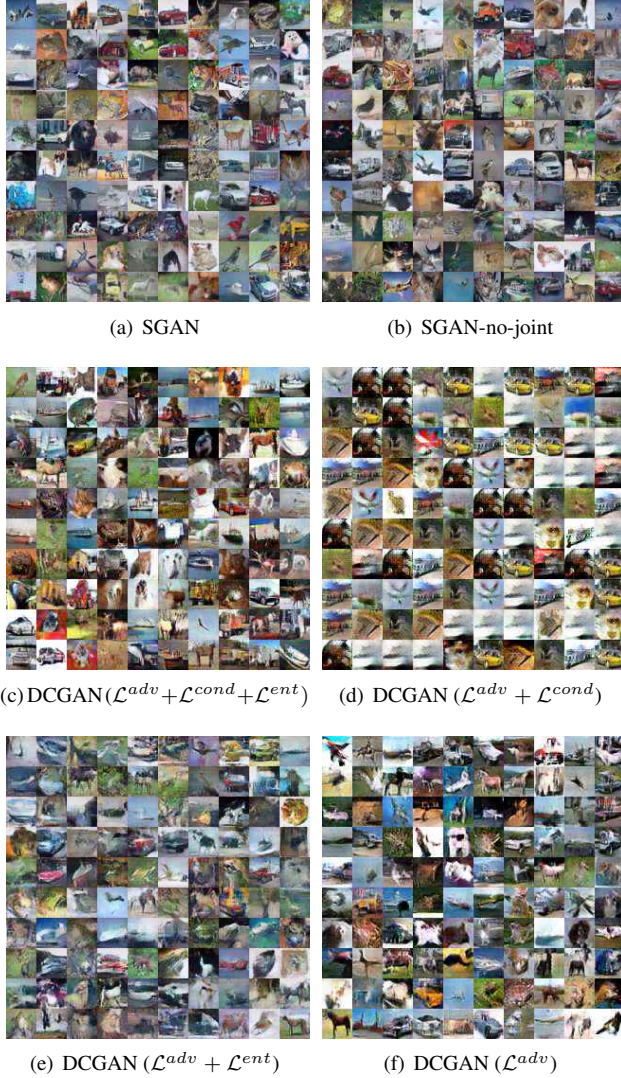 (a) SGAN
(b) SGAN-no-joint
(c) DCGAN (𝓛^{adv}+𝓛^{cond}+𝓛^{ent})
(d) DCGAN (𝓛^{adv} + 𝓛^{cond})
(e) DCGAN (𝓛^{adv} + 𝓛^{ent})
(f) DCGAN (𝓛^{adv})